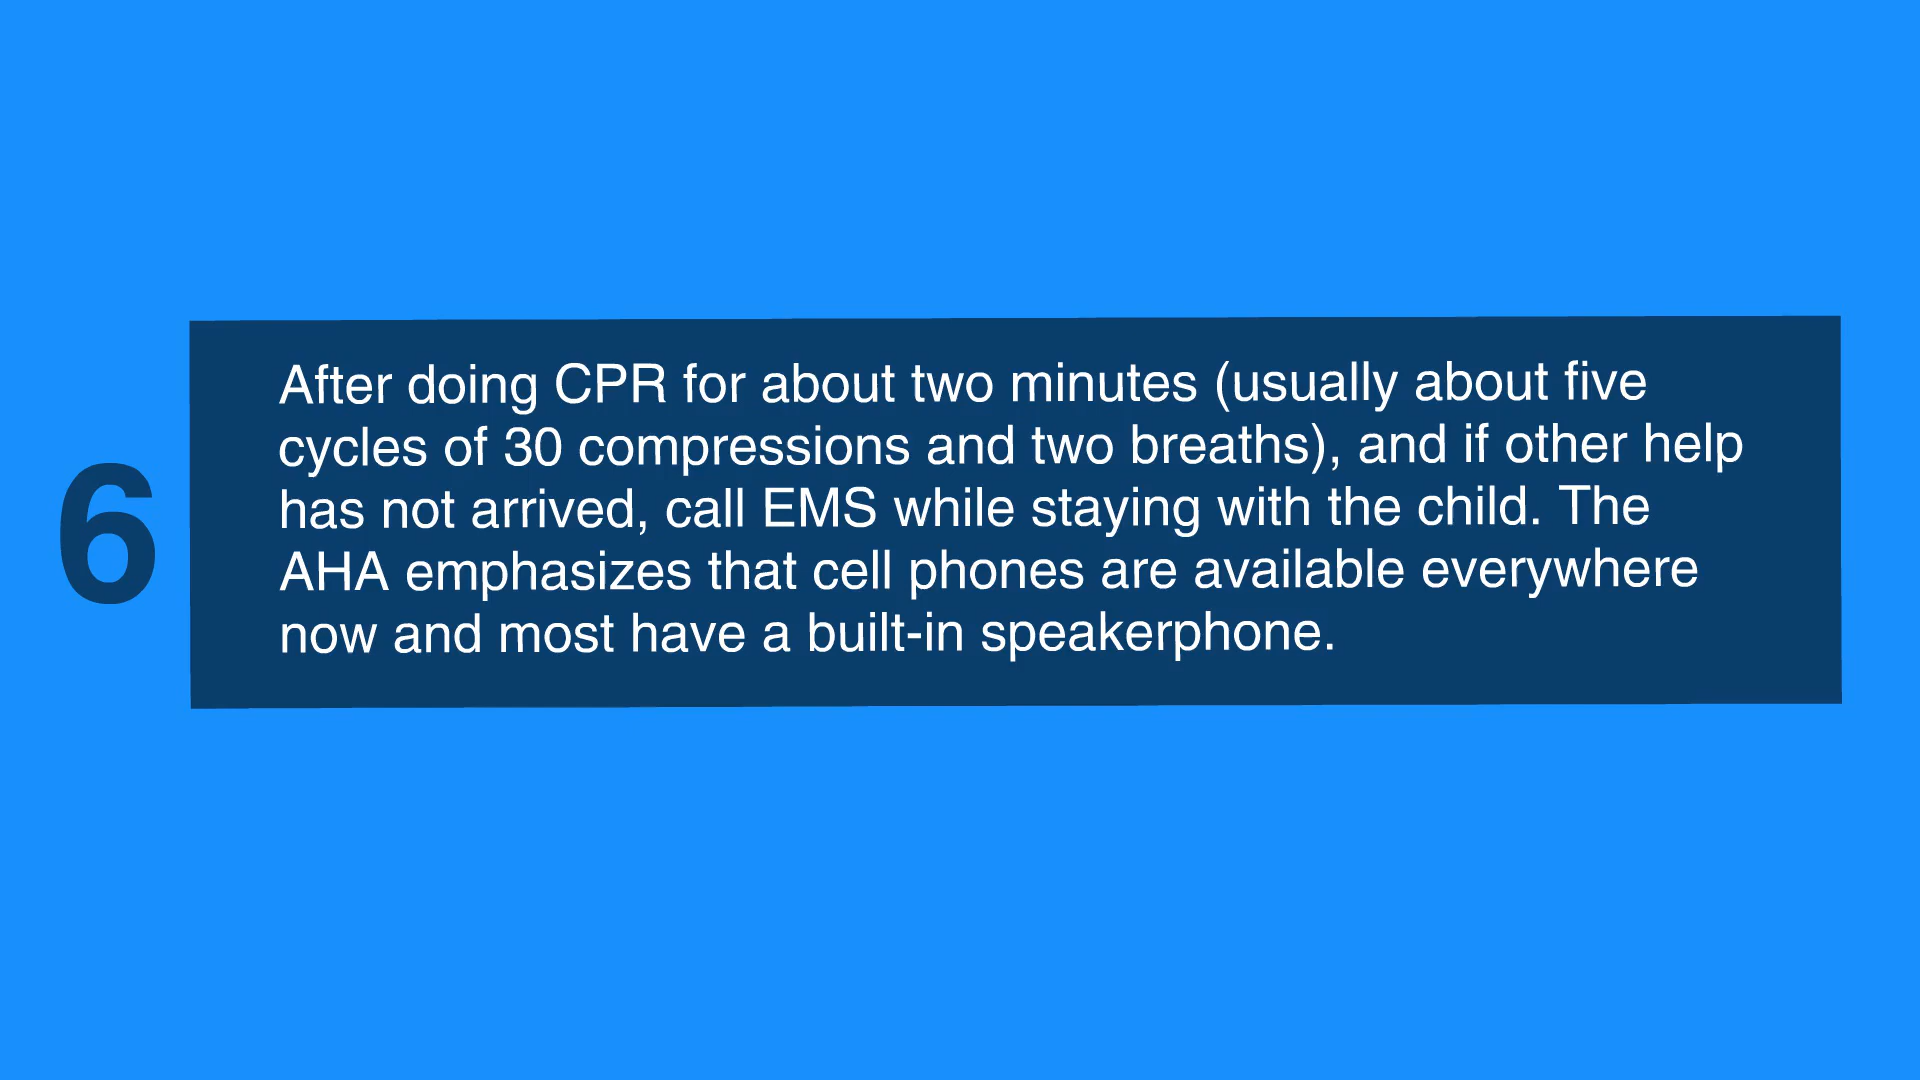 6
After doing CPR for about two minutes (usually about five
cycles of 30 compressions and two breaths), and if other help
has not arrived, call EMS while staying with the child. The
AHA emphasizes that cell phones are available everywhere
now and most have a built-in speakerphone.